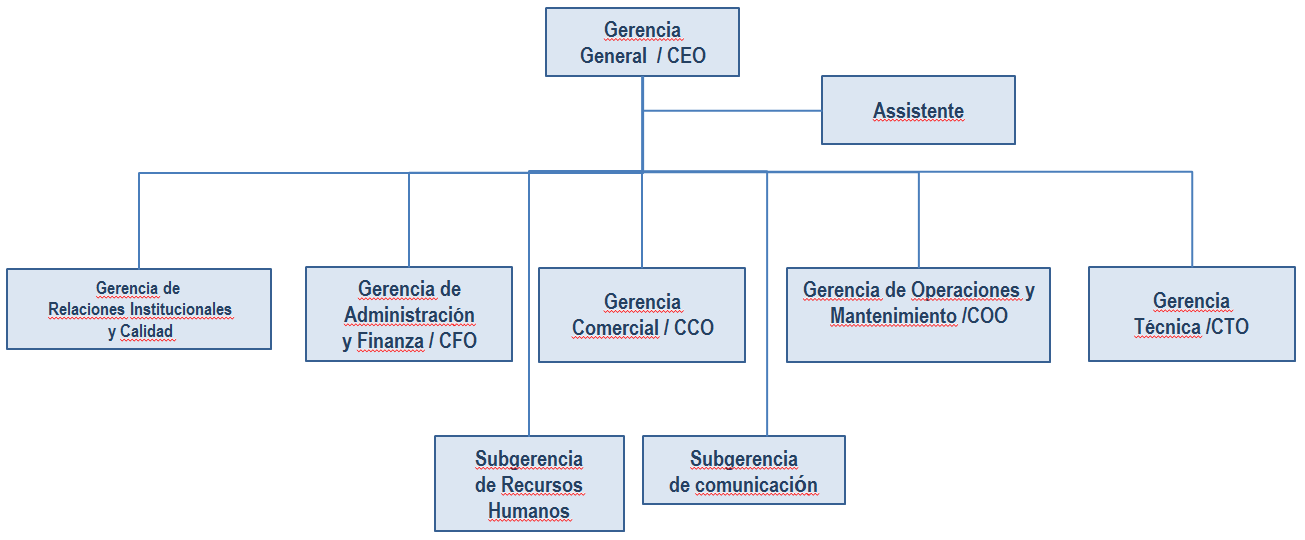 Gerencia
General / CEO
Assistente
Gerencia de
Relaciones Institucionales
y Calidad
Gerencia de
Administración
y Finanza / CFO
Gerencia
Comercial / CCO
Gerencia de Operaciones y
Mantenimiento /COO
Gerencia
Técnica /CTO
Subgerencia
de Recursos
Humanos
Subgerencia
de comunicación